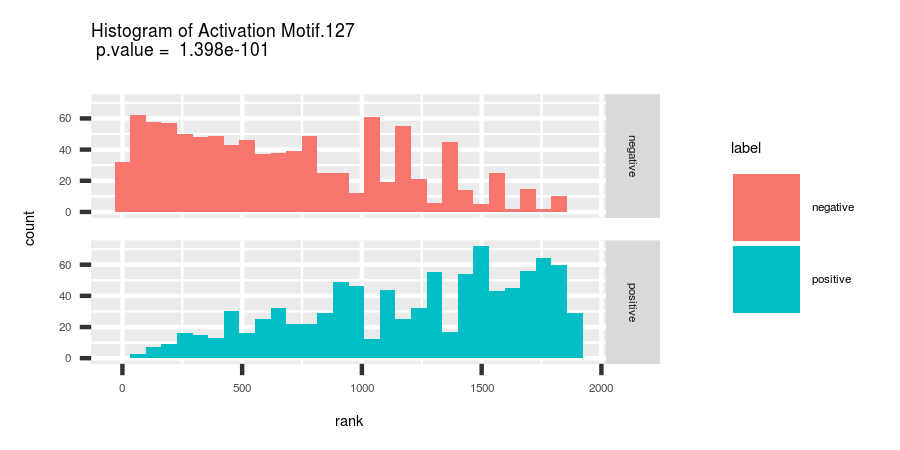 Histogram of Activation Motif.127
p.value = 1.398e-101
count
60
40
20
0
negative
60
40
20
0
positive
0 500 1000 1500 2000
rank
label
negative
positive